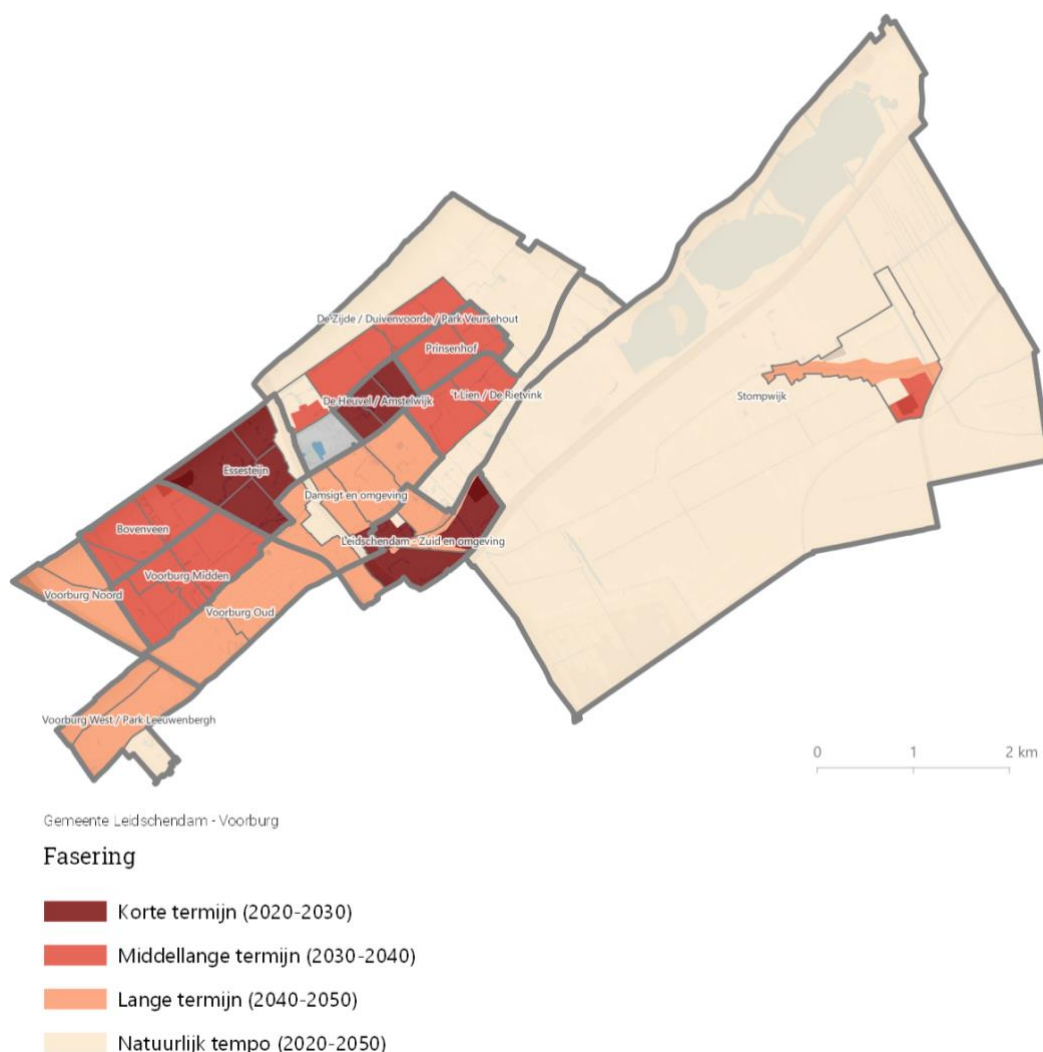 De Zijde / Duivenvoorde / Park Veursehout
Prinsenhof
't Lien / De Rietvink
De Heuvel / Amstelwijk
Stompwijk
Essesteijn
Damsigt en omgeving
Bovenveen
Leidschendam - Zuid en omgeving
Voorburg Midden
Voorburg Noord
Voorburg Oud
Voorburg West / Park Leeuwenbergh
0 1 2 km
Gemeente Leidschendam - Voorburg
Fasering
Korte termijn (2020-2030)
Middellange termijn (2030-2040)
Lange termijn (2040-2050)
Natuurlijk tempo (2020-2050)